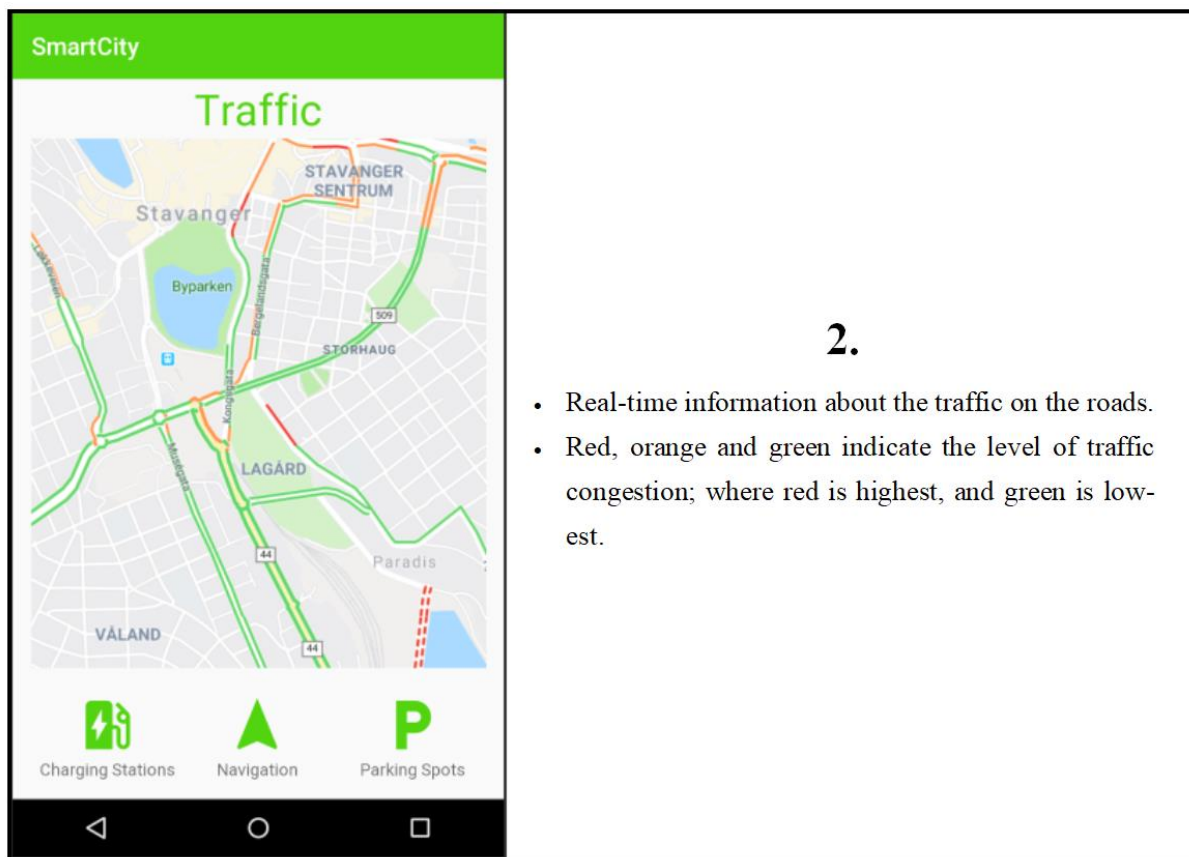 SmartCity
Traffic
STAVANGER
SENTRUM
Stavanger
Løkkeveien
Byparken
Bergelandsgata
509
STORHAUG
Kongsgata
Muségata
LAGÅRD
44
Paradis
VÅLAND
44
Charging Stations
Navigation
P
Parking Spots
2.
• Real-time information about the traffic on the roads.
• Red, orange and green indicate the level of traffic
congestion; where red is highest, and green is low-
est.